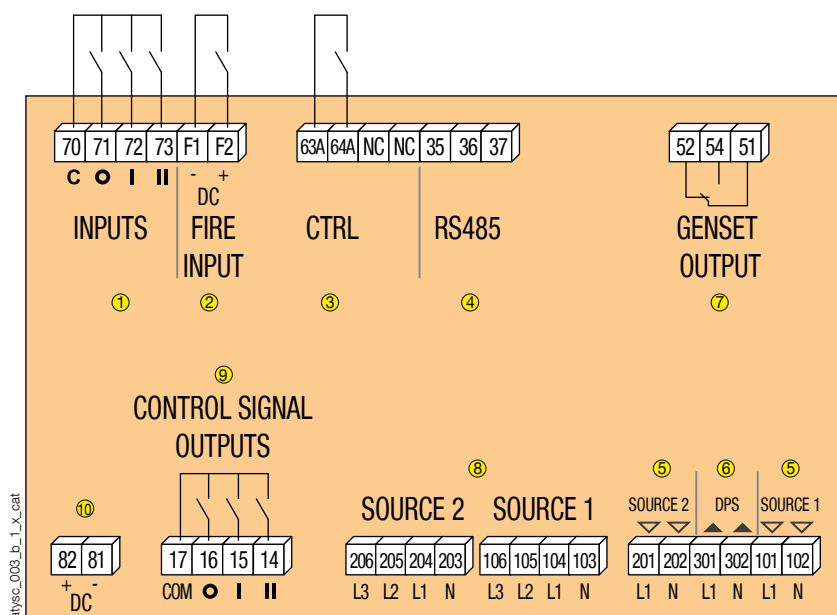 70 71 72 73 F1 F2
63A 64A NC NC 35 36 37
52 54 51
C O I II - +
DC
INPUTS
FIRE
INPUT
CTRL
RS485
GENSET
OUTPUT
1 2 3 4 7
9
CONTROL SIGNAL
OUTPUTS
8
SOURCE 2 SOURCE 1
5 6 5
SOURCE 2 DPS SOURCE 1
10
82 81
+ -
DC
17 16 15 14
COM O I II
206 205 204 203
L3 L2 L1 N
106 105 104 103
L3 L2 L1 N
201 202 301 302 101 102
L1 N L1 N L1 N
atysc_003_b_1_x_cat